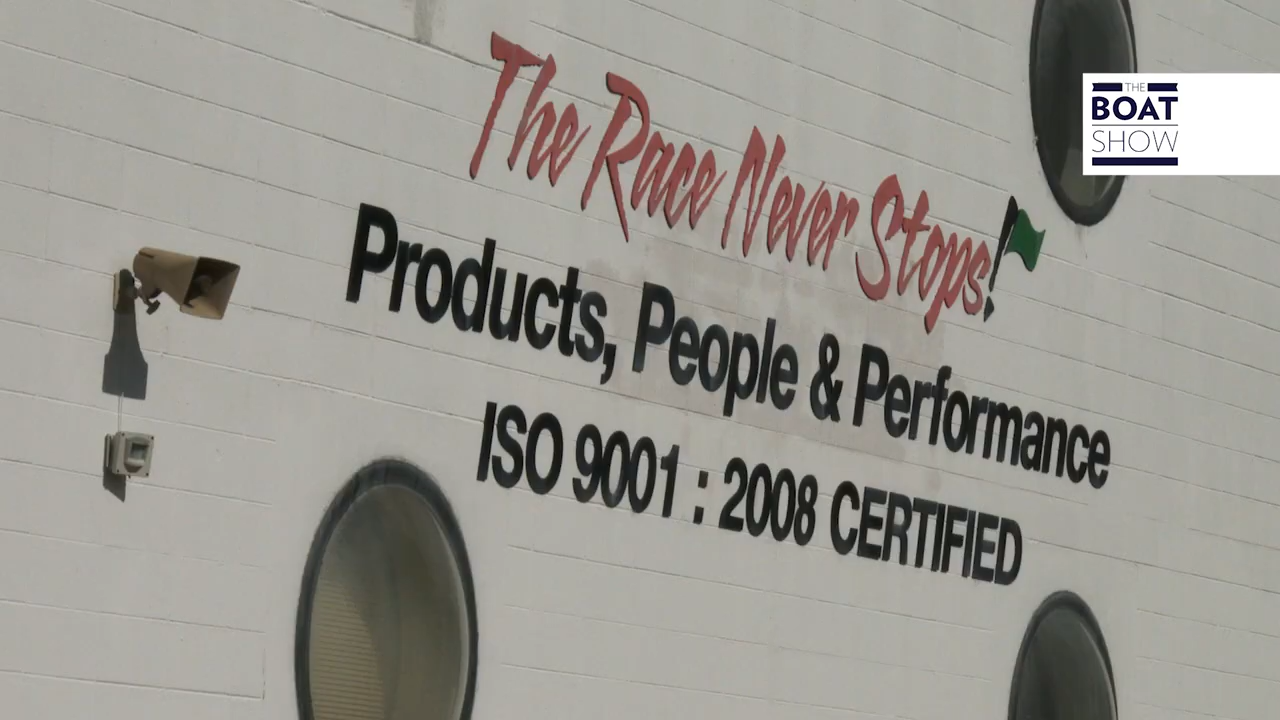 The Race Never Stops!
Products, People & Performance
ISO 9001 : 2008 CERTIFIED
THE
BOAT
SHOW